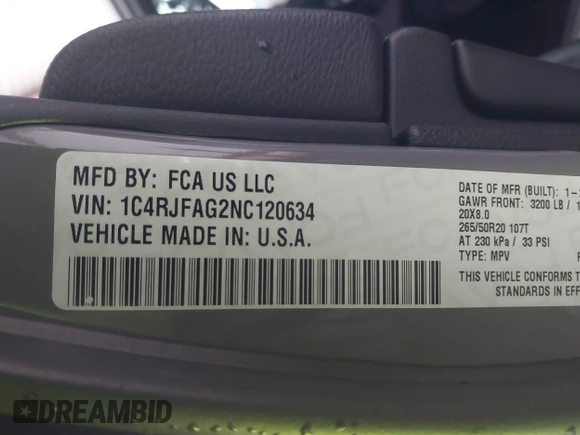 MFD BY: FCA US LLC
VIN: 1C4RJFAG2NC120634
VEHICLE MADE IN: U.S.A.
DATE OF MFR (BUILT): 1-
GAWR FRONT: 3200 LB /
20X8.0
265/50R20 107T
AT 230 kPa / 33 PSI
TYPE: MPV
THIS VEHICLE CONFORMS T
STANDARDS IN EFF
DREAMBID